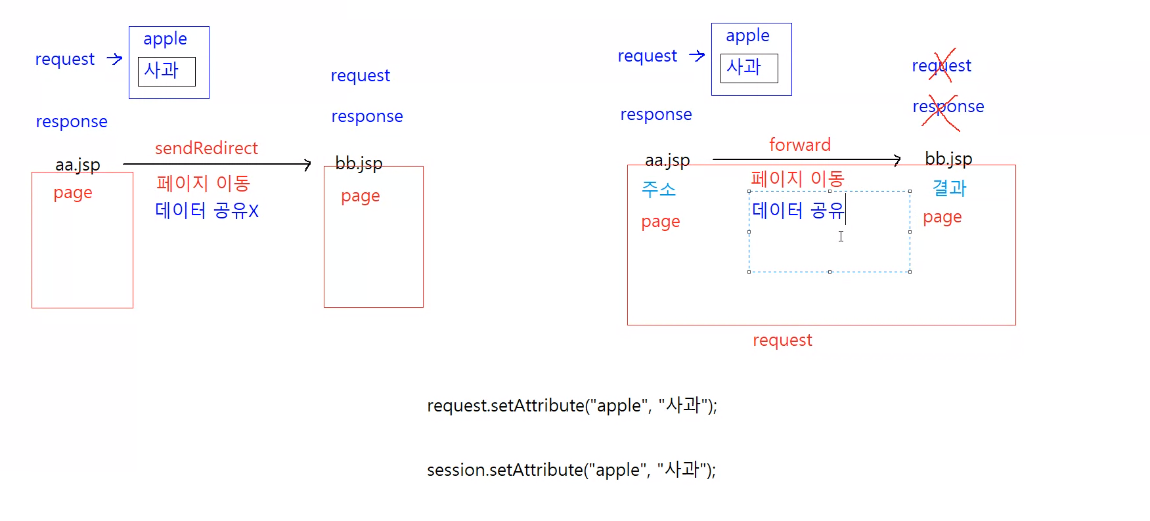 apple
request
사과
request
response
response
sendRedirect
aa.jsp
bb.jsp
page
페이지 이동
page
데이터 공유X
apple
request
사과
request
response
response
forward
aa.jsp
bb.jsp
주소
페이지 이동
결과
page
데이터 공유
page
request
request.setAttribute("apple", "사과");
session.setAttribute("apple", "사과");